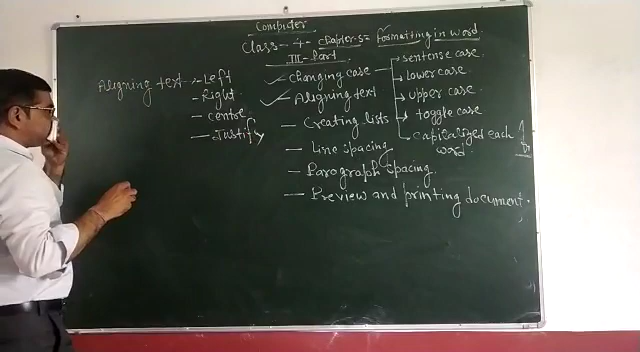 Computer
Class - 4 - Chapter-5 = Formatting in Word
III - Part
Aligning text - Left
- Right
- Centre
- Justify
✓ Changing case
✓ Aligning text
- Creating lists
- Line spacing
- Paragraph spacing.
- Preview and printing document.
sentense case
Lower case
upper case
toggle case
capitalized each
word